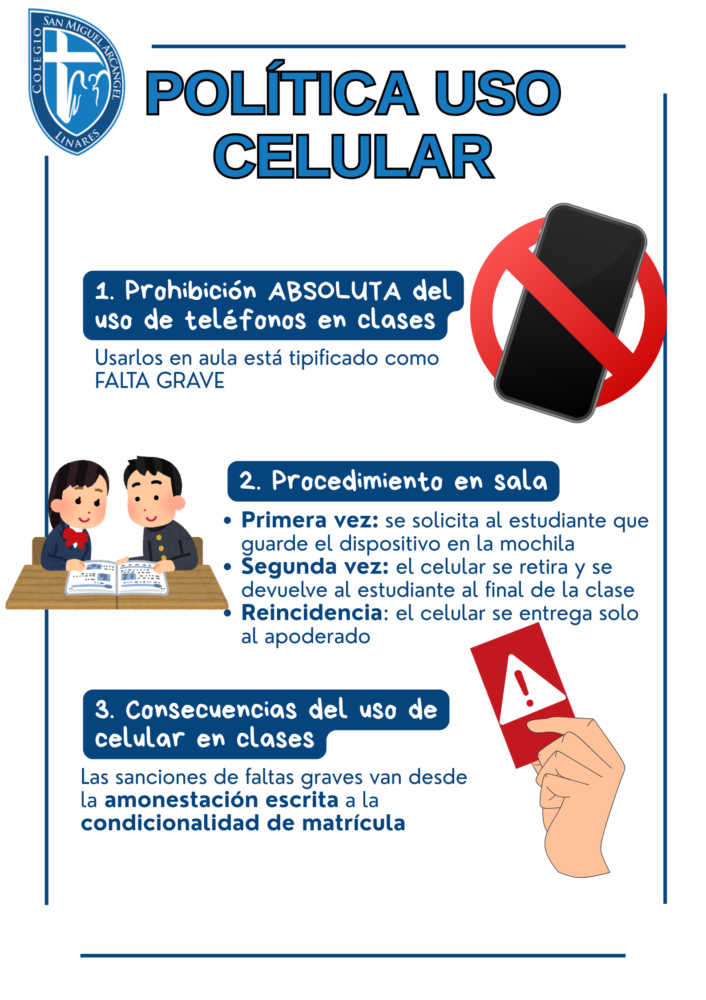 COLEGIO
SAN MIGUEL ARCÁNGEL
LINARES
POLÍTICA USO
CELULAR
1. Prohibición ABSOLUTA del
uso de teléfonos en clases
Usarlos en aula está tipificado como
FALTA GRAVE
2. Procedimiento en sala
• Primera vez: se solicita al estudiante que
guarde el dispositivo en la mochila
• Segunda vez: el celular se retira y se
devuelve al estudiante al final de la clase
• Reincidencia: el celular se entrega solo
al apoderado
!
3. Consecuencias del uso de
celular en clases
Las sanciones de faltas graves van desde
la amonestación escrita a la
condicionalidad de matrícula